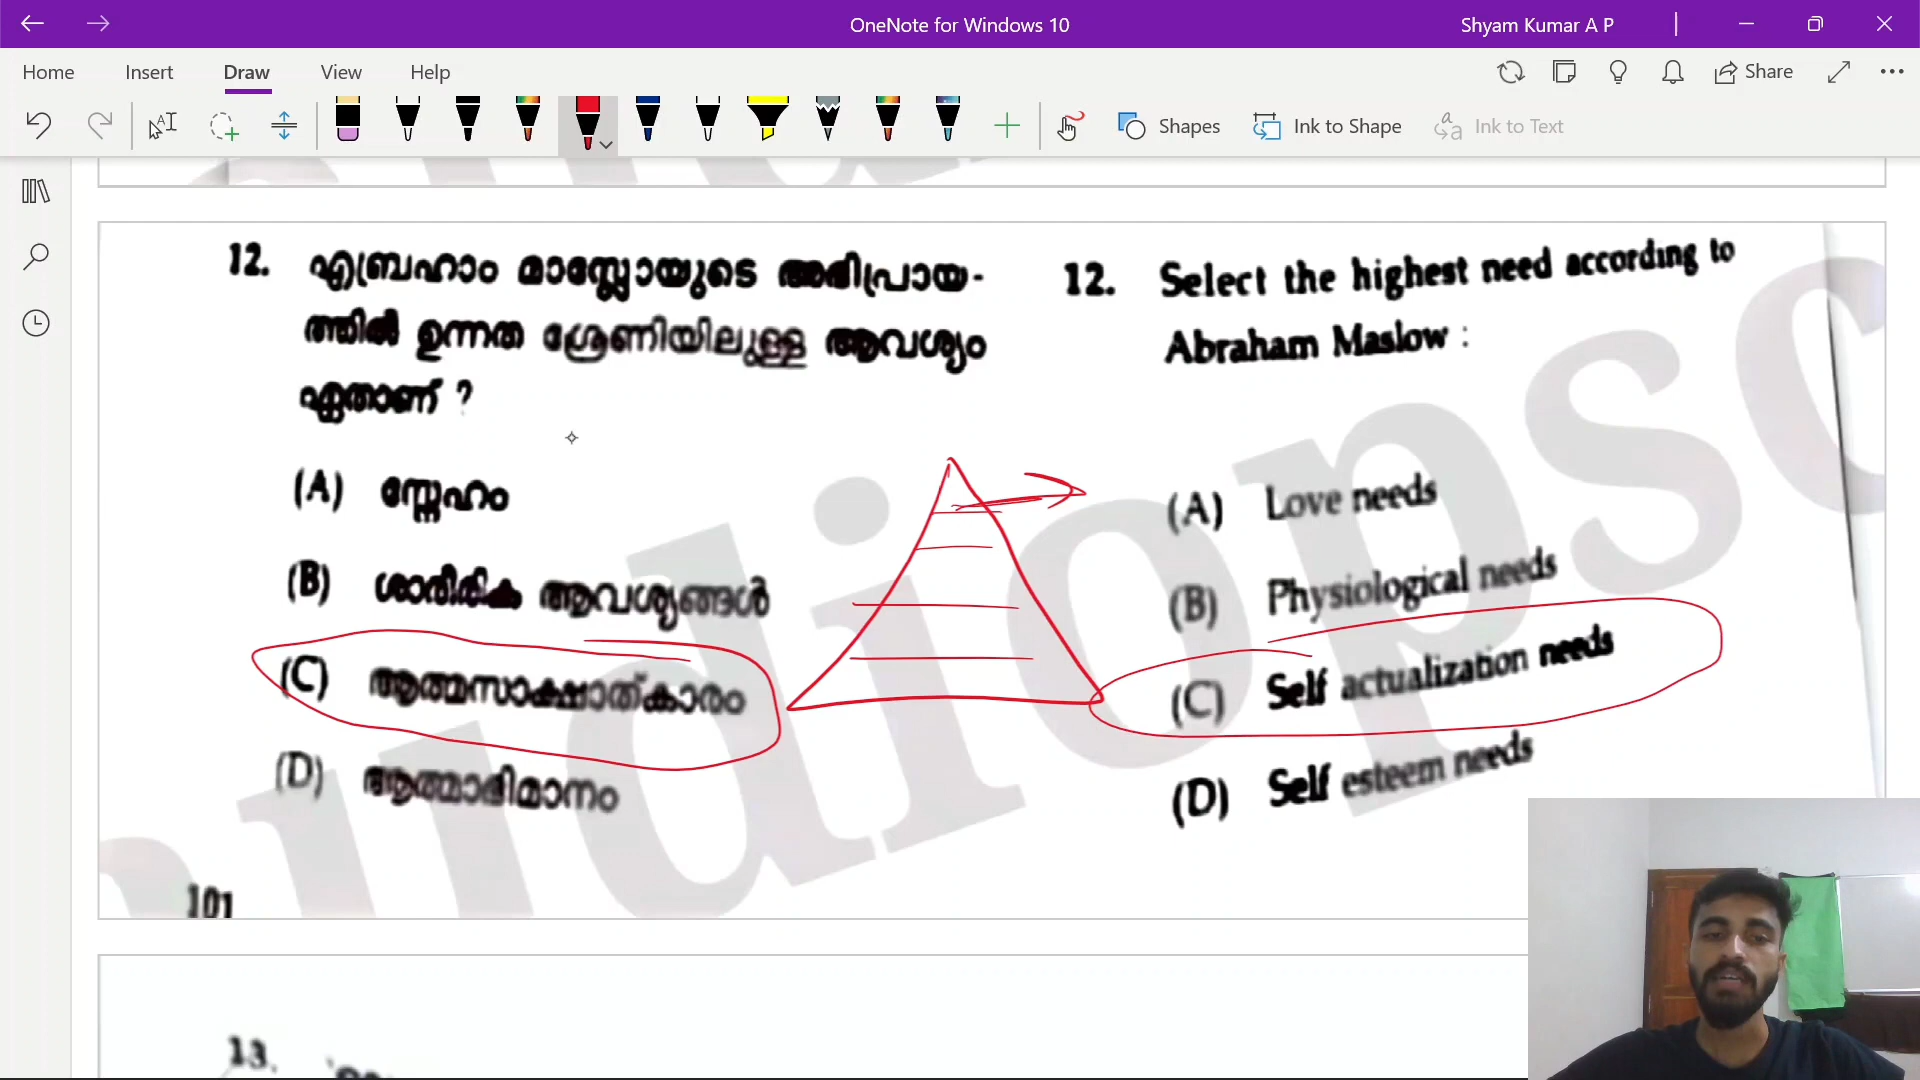 OneNote for Windows 10
Shyam Kumar A P
Home Insert Draw View Help
Share
Shapes
Ink to Shape
Ink to Text
12. എബ്രഹാം മാസ്ലോയുടെ അഭിപ്രായ-
ത്തിൽ ഉന്നത ശ്രേണിയിലുള്ള ആവശ്യം
ഏതാണ് ?
(A) സ്നേഹം
(B) ശാരീരിക ആവശ്യങ്ങൾ
(C) ആത്മസാക്ഷാത്കാരം
(D) ആത്മാഭിമാനം
101
12. Select the highest need according to
Abraham Maslow :
(A) Love needs
(B) Physiological needs
(C) Self actualization needs
(D) Self esteem needs
13.